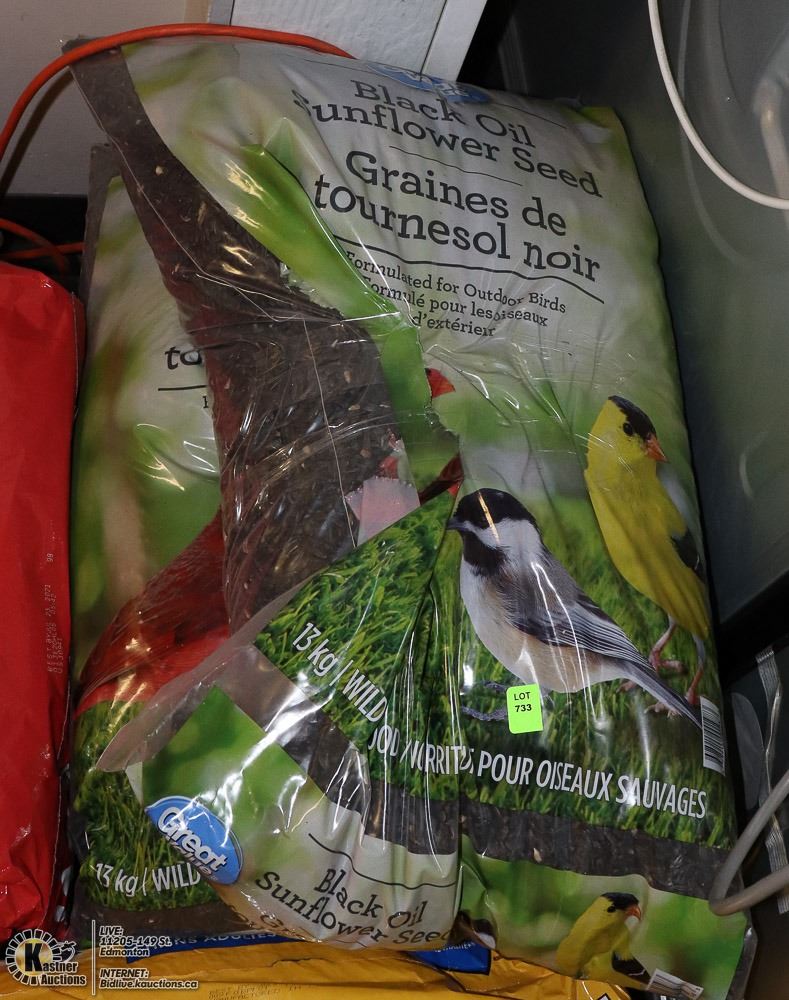 Black Oil
Sunflower Seed
Graines de
tournesol noir
Formulated for Outdoor Birds
Formulé pour les oiseaux
d'extérieur
to
13 kg / WILD
POUR OISEAUX SAUVAGES
LOT
733
Great
13 kg / WILD
Black Oil
Sunflower Seed
Kastner
Auctions
LIVE:
11205-149 St.
Edmonton
INTERNET:
Bidlive.kauctions.ca